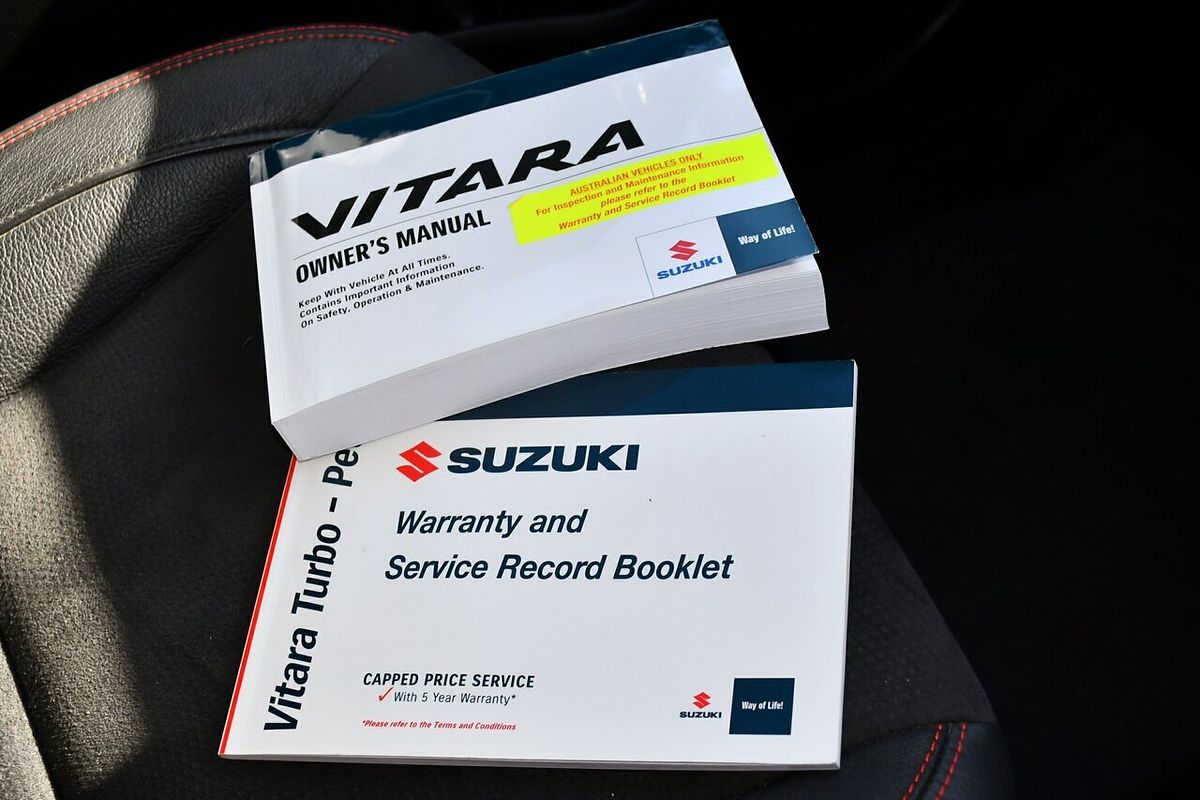 VITARA
OWNER'S MANUAL
Keep With Vehicle At All Times.
Contains Important Information
On Safety, Operation & Maintenance.
AUSTRALIAN VEHICLES ONLY
For Inspection and Maintenance Information
please refer to the
Warranty and Service Record Booklet
SUZUKI
Way of Life!
Vitara Turbo – Pe
SUZUKI
Warranty and
Service Record Booklet
CAPPED PRICE SERVICE
With 5 Year Warranty*
*Please refer to the Terms and Conditions
SUZUKI
Way of Life!